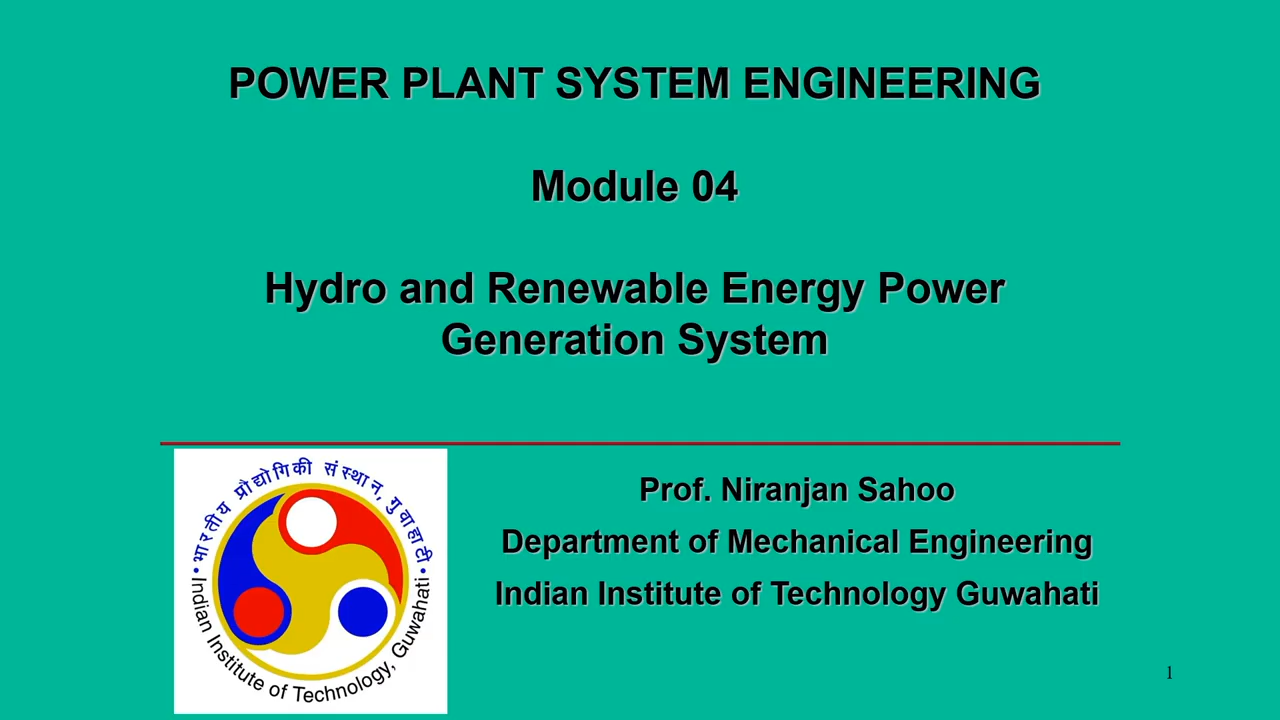 POWER PLANT SYSTEM ENGINEERING
Module 04
Hydro and Renewable Energy Power
Generation System
भारतीय प्रौद्योगिकी संस्थान, गुवाहाटी
Indian Institute of Technology, Guwahati
Prof. Niranjan Sahoo
Department of Mechanical Engineering
Indian Institute of Technology Guwahati
1